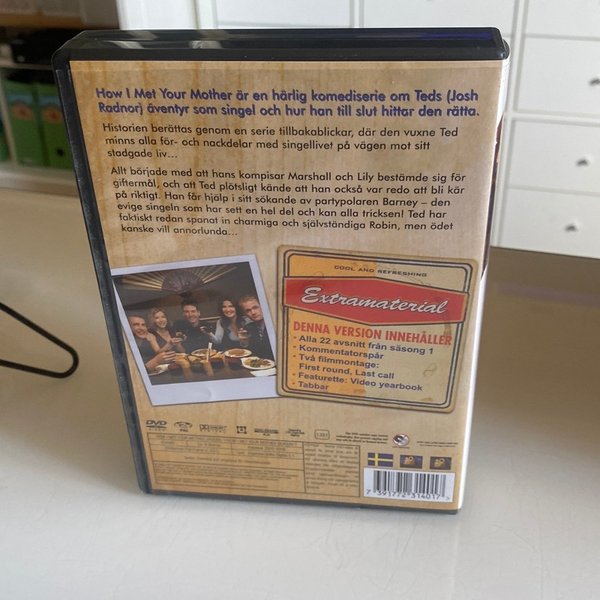 How I Met Your Mother är en härlig komediserie om Teds (Josh
Radnor) äventyr som singel och hur han till slut hittar den rätta.
Historien berättas genom en serie tillbakablickar, där den vuxne Ted
minns alla för- och nackdelar med singellivet på vägen mot sitt
stadgade liv...
Allt började med att hans kompisar Marshall och Lily bestämde sig för
giftermål, och att Ted plötsligt kände att han också var redo att bli kär
på riktigt. Han får hjälp i sitt sökande av partypolaren Barney – den
evige singeln som har sett en hel del och kan alla tricksen! Ted har
faktiskt redan spanat in charmiga och självständiga Robin, men ödet
kanske vill annorlunda...
COOL AND REFRESHING
Extramaterial
DENNA VERSION INNEHÅLLER
• Alla 22 avsnitt från säsong 1
• Kommentatorspår
• Två filmmontage:
First round, Last call
• Featurette: Video yearbook
• Tabbar
DVD
PAL
7 391772 314017 >